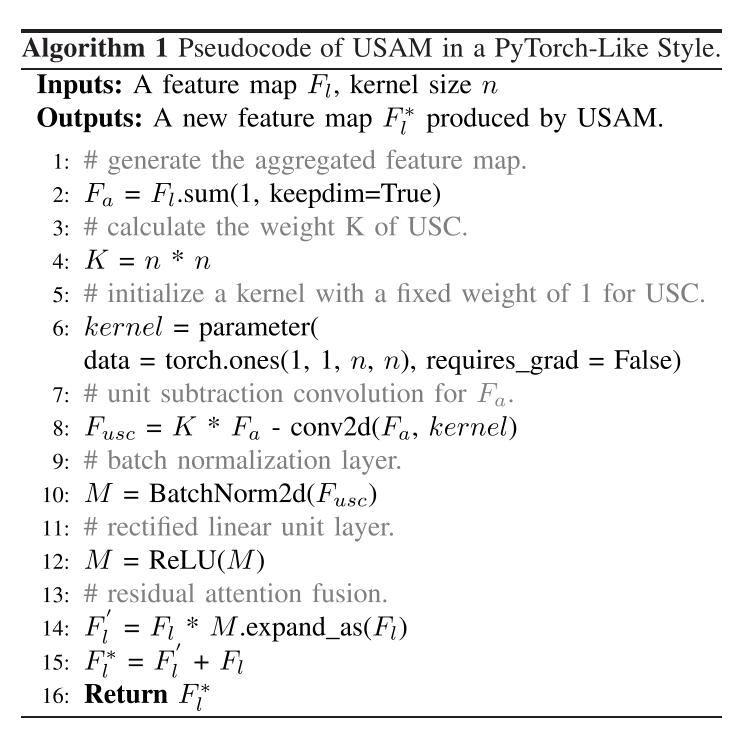 Algorithm 1 Pseudocode of USAM in a PyTorch-Like Style.
Inputs: A feature map F_l, kernel size n
Outputs: A new feature map F_l^* produced by USAM.
1: # generate the aggregated feature map.
2: F_a = F_l.sum(1, keepdim=True)
3: # calculate the weight K of USC.
4: K = n * n
5: # initialize a kernel with a fixed weight of 1 for USC.
6: kernel = parameter(
data = torch.ones(1, 1, n, n), requires_grad = False)
7: # unit subtraction convolution for F_a.
8: F_usc = K * F_a - conv2d(F_a, kernel)
9: # batch normalization layer.
10: M = BatchNorm2d(F_usc)
11: # rectified linear unit layer.
12: M = ReLU(M)
13: # residual attention fusion.
14: F_l^' = F_l * M.expand_as(F_l)
15: F_l^* = F_l^' + F_l
16: Return F_l^*